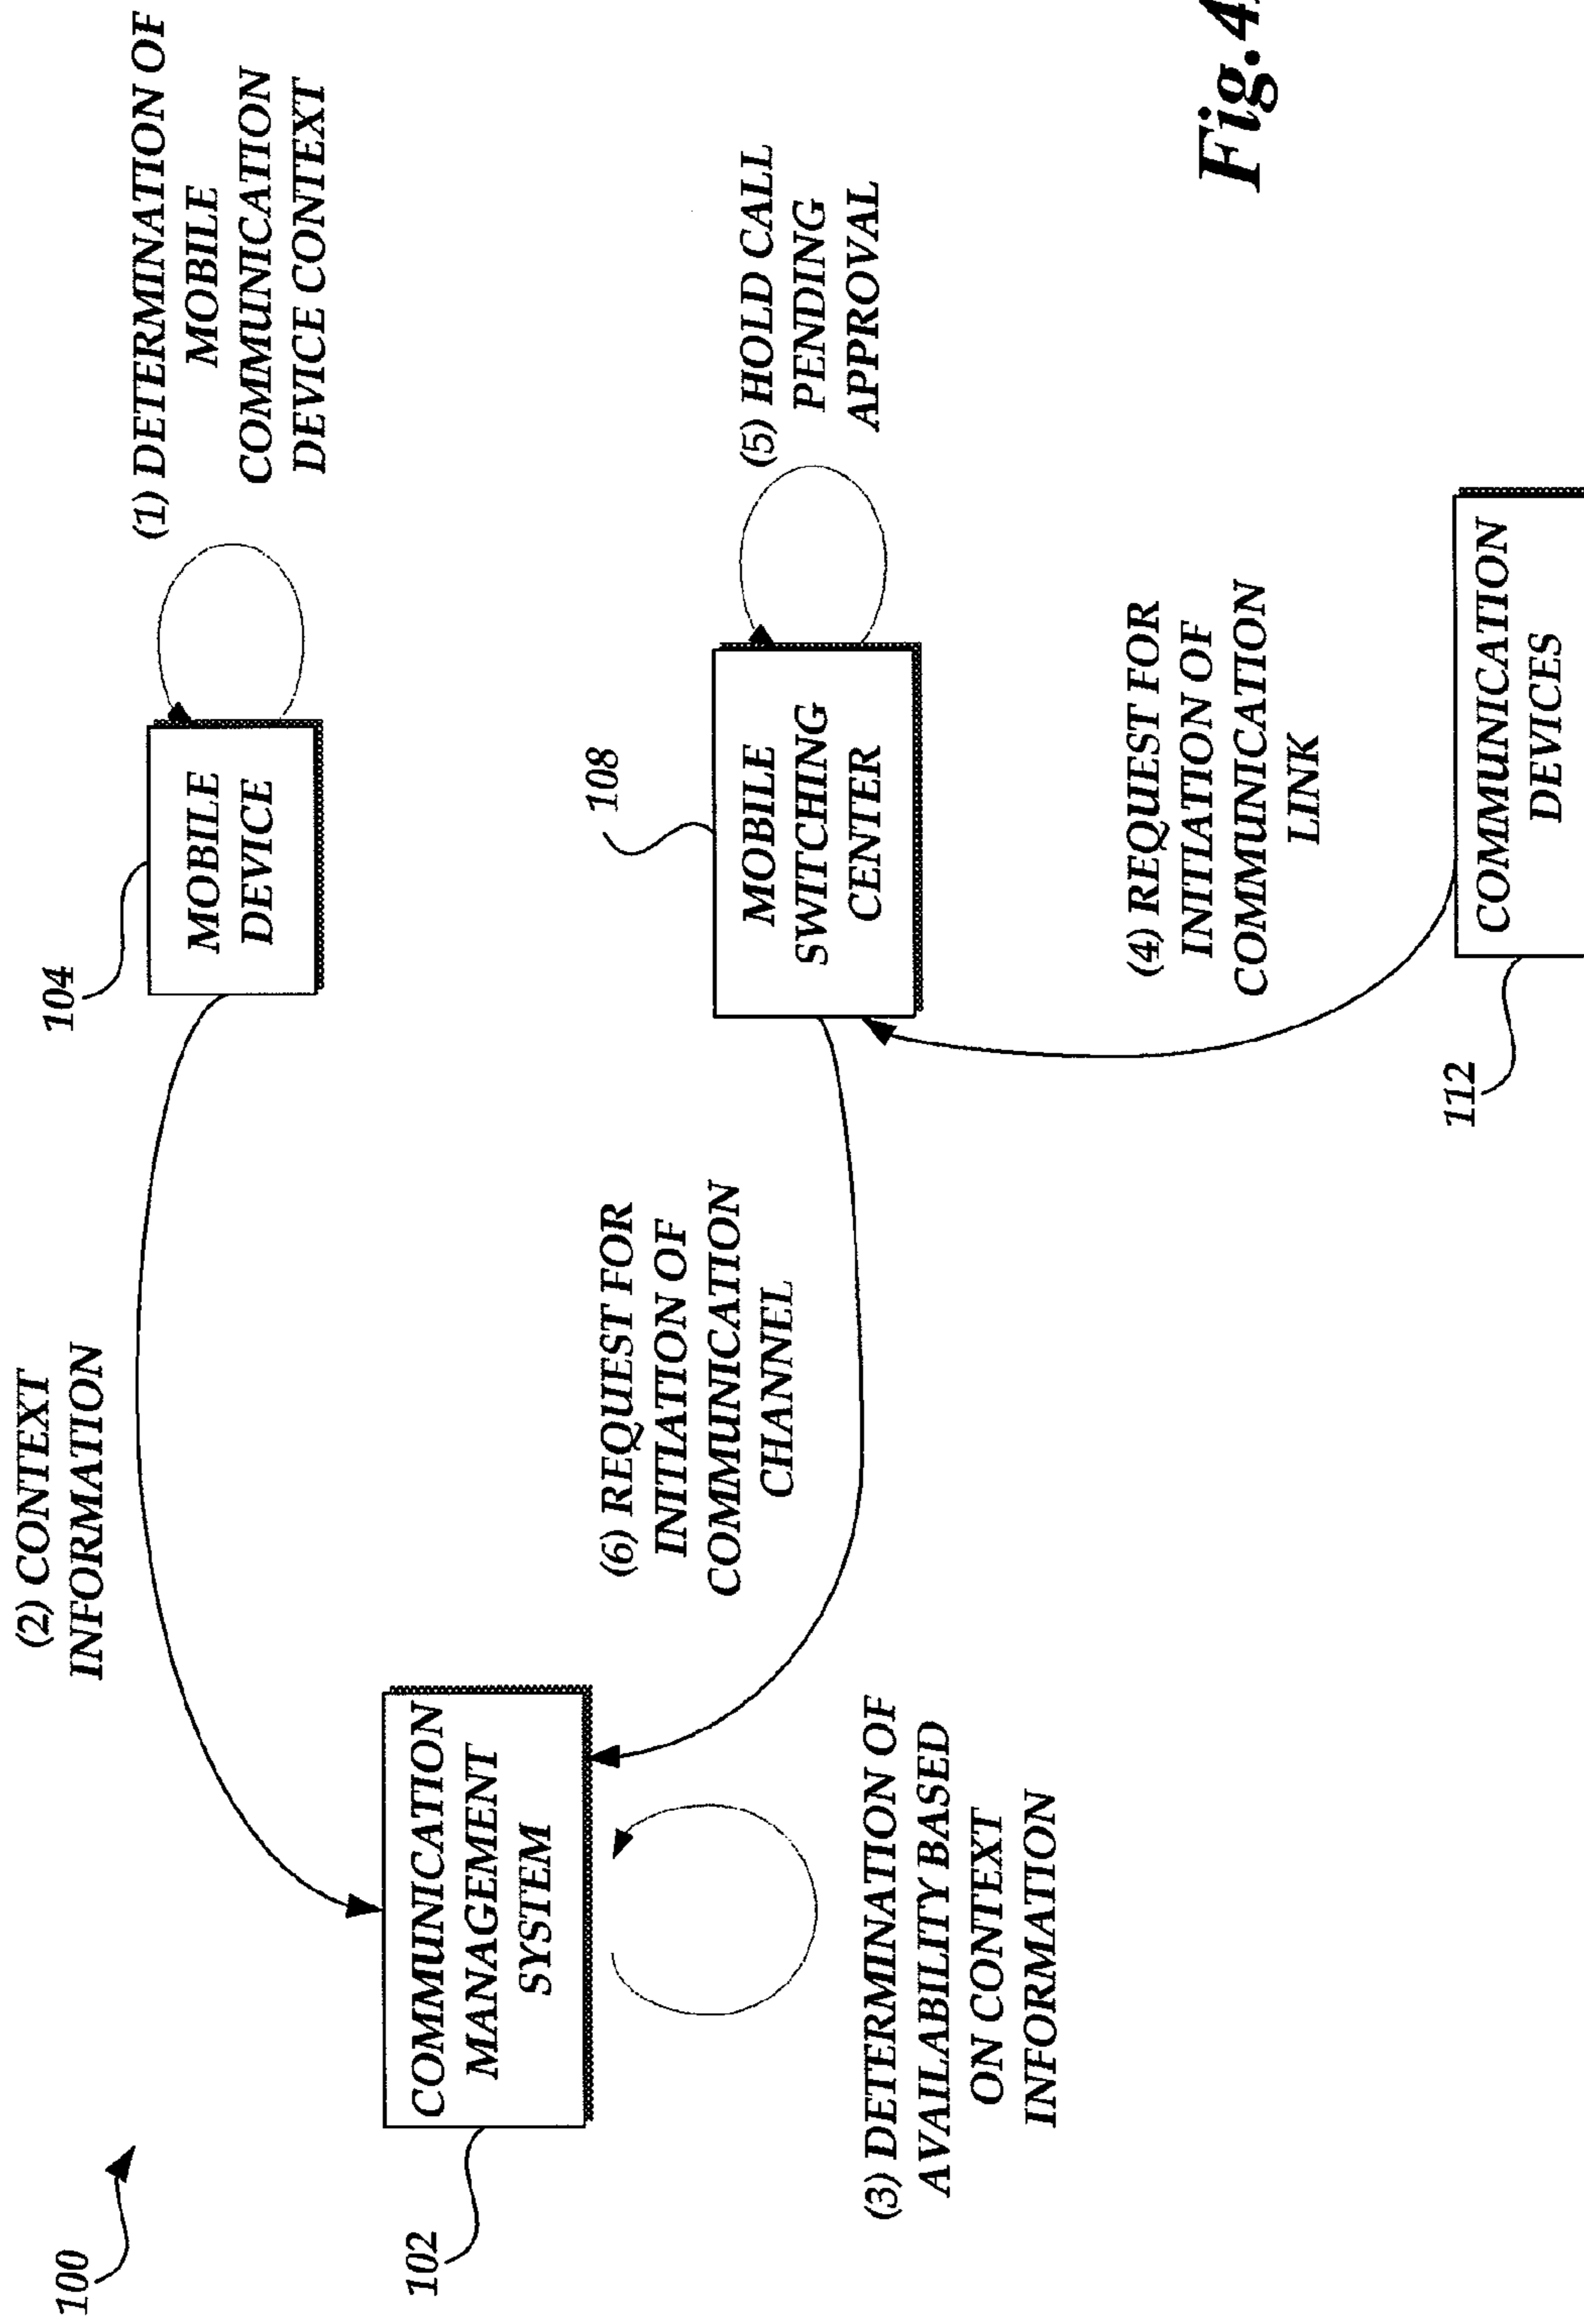 100
(2) CONTEXT
INFORMATION
104
MOBILE
DEVICE
(1) DETERMINATION OF
MOBILE
COMMUNICATION
DEVICE CONTEXT
102
COMMUNICATION
MANAGEMENT
SYSTEM
(3) DETERMINATION OF
AVAILABILITY BASED
ON CONTEXT
INFORMATION
(6) REQUEST FOR
INITIATION OF
COMMUNICATION
CHANNEL
108
MOBILE
SWITCHING
CENTER
(5) HOLD CALL
PENDING
APPROVAL
(4) REQUEST FOR
INITIATION OF
COMMUNICATION
LINK
112
COMMUNICATION
DEVICES
Fig.4